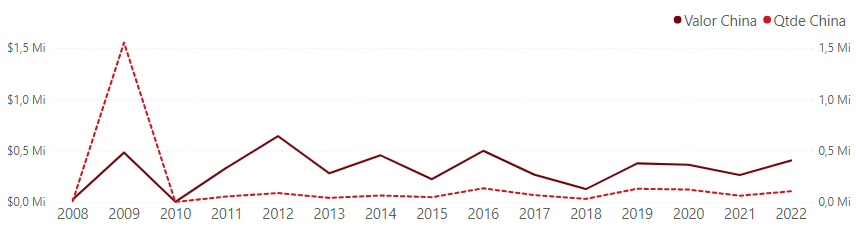 Valor China Qtde China
$1,5 Mi 1,5 Mi
$1,0 Mi 1,0 Mi
$0,5 Mi 0,5 Mi
$0,0 Mi 0,0 Mi
2008 2009 2010 2011 2012 2013 2014 2015 2016 2017 2018 2019 2020 2021 2022